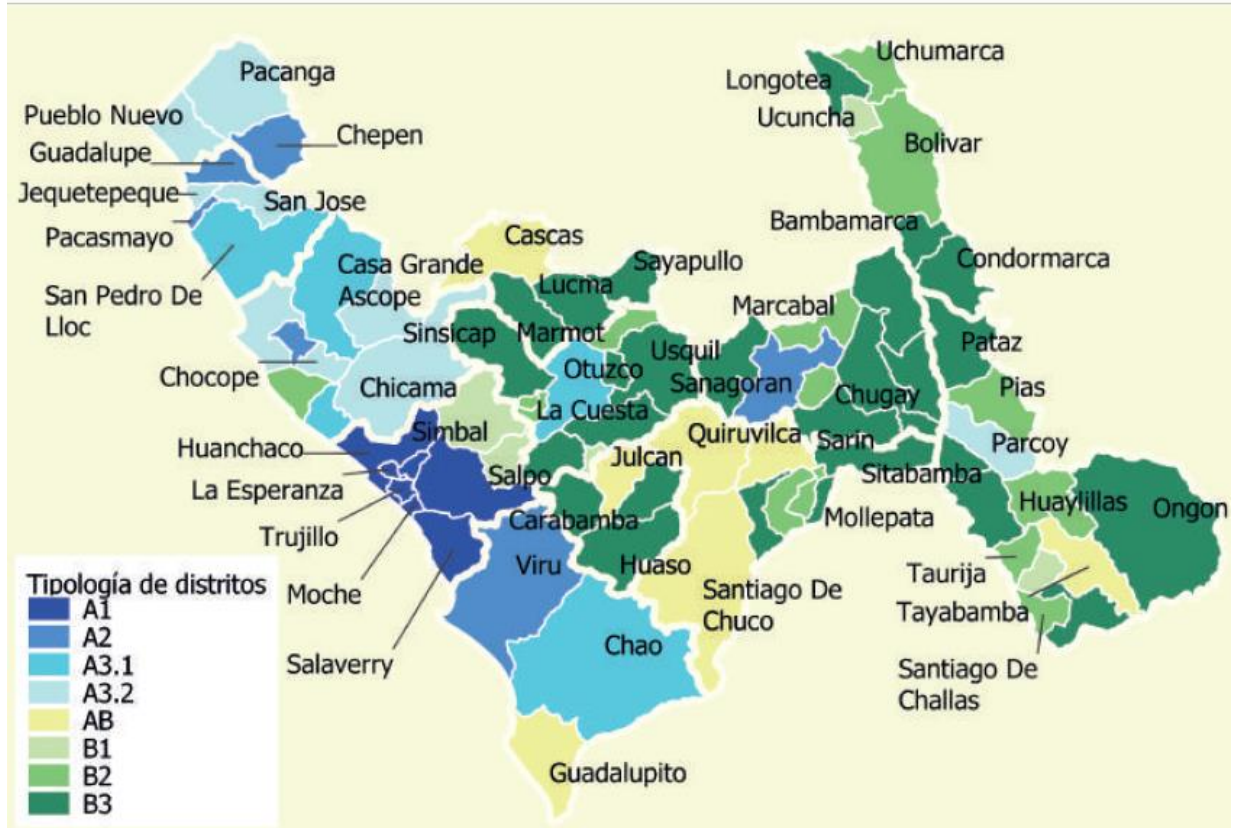 Pacanga
Pueblo Nuevo
Guadalupe
Chepen
Jequetepeque
San Jose
Pacasmayo
San Pedro De
Lloc
Casa Grande
Ascope
Cascas
Sayapullo
Lucma
Sinsicap
Marmot
Chocope
Chicama
Otuzco
Usquil
La Cuesta
Simbal
Huanchaco
La Esperanza
Trujillo
Moche
Salaverry
Salpo
Julcan
Carabamba
Viru
Huaso
Chao
Guadalupito
Quiruvilca
Santiago De
Chuco
Sanagoran
Marcabal
Chugay
Sarin
Sitabamba
Mollepata
Longotea
Uchumarca
Ucuncha
Bolivar
Bambamarca
Condormarca
Pataz
Pias
Parcoy
Huaylillas
Ongon
Taurija
Tayabamba
Santiago De
Challas
Tipología de distritos
A1
A2
A3.1
A3.2
AB
B1
B2
B3